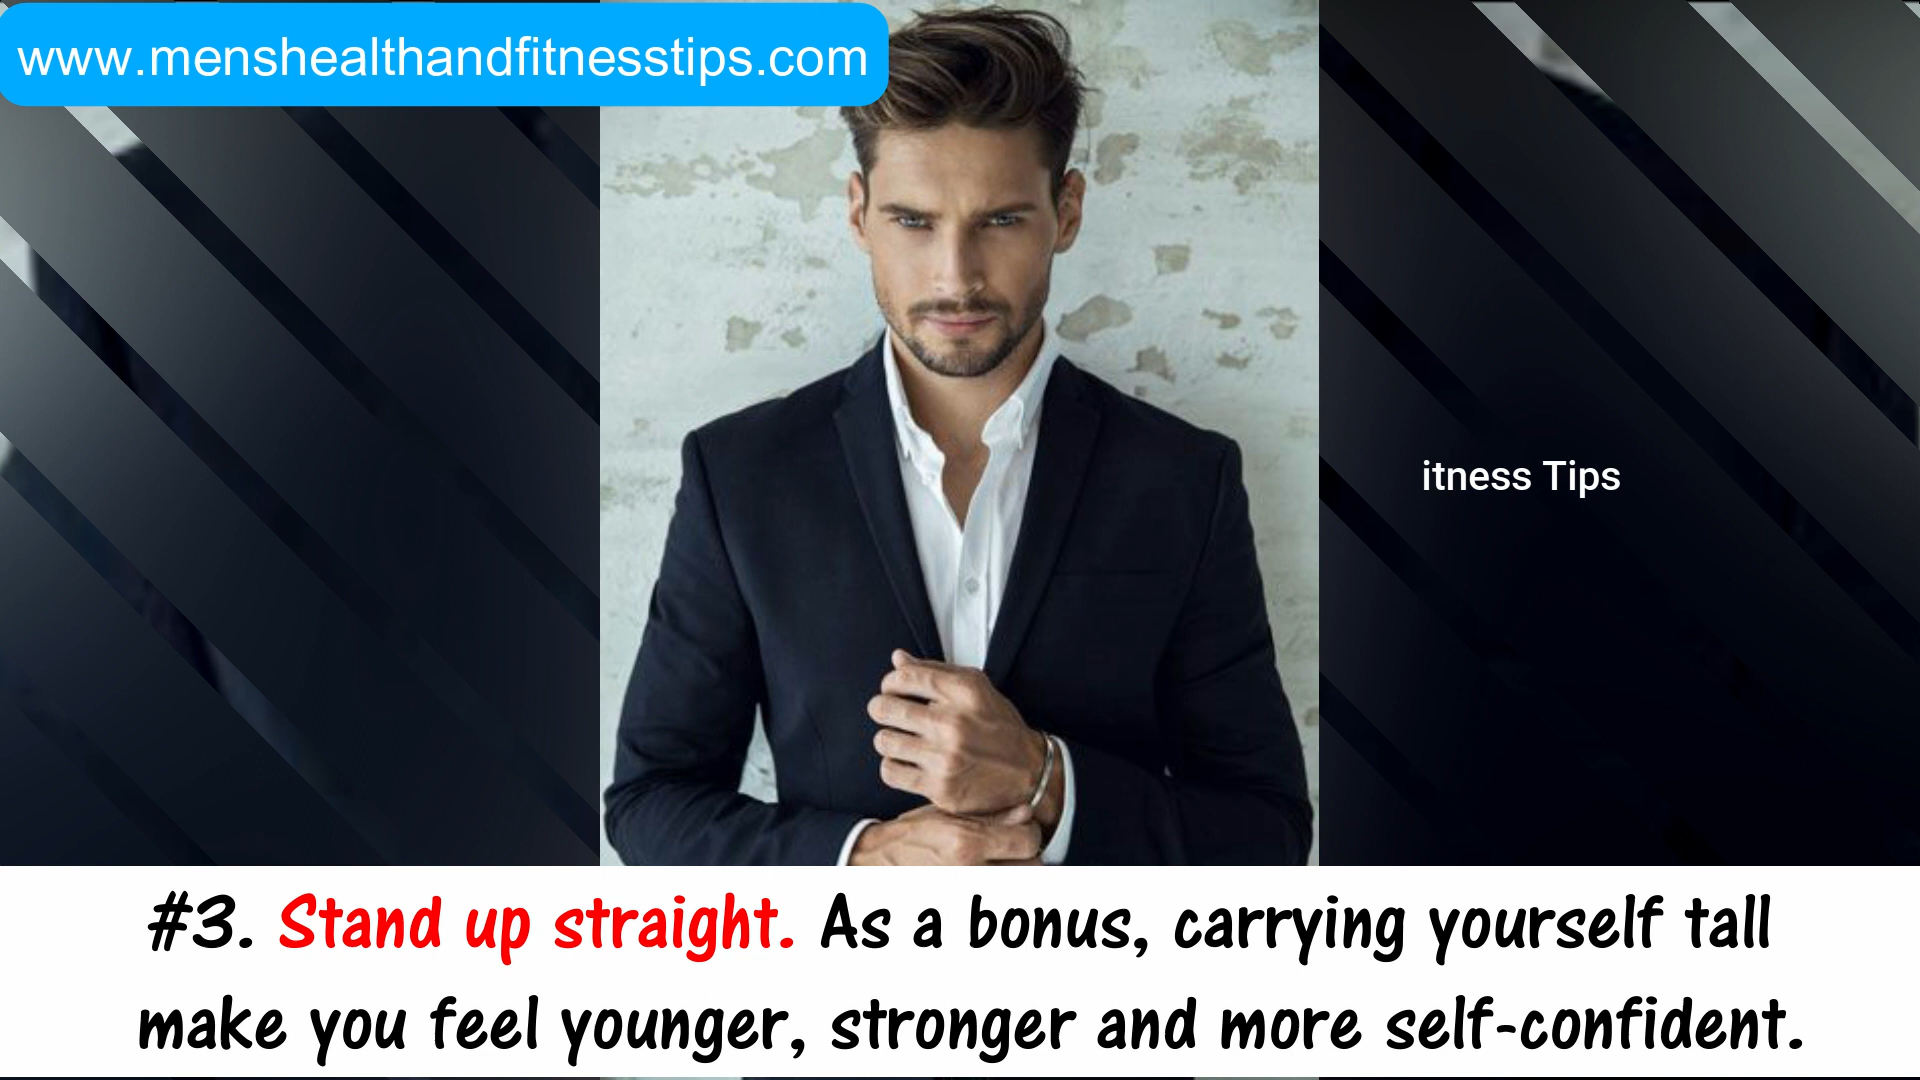 www.menshealthandfitnesstips.com
itness Tips
#3. Stand up straight. As a bonus, carrying yourself tall
make you feel younger, stronger and more self-confident.